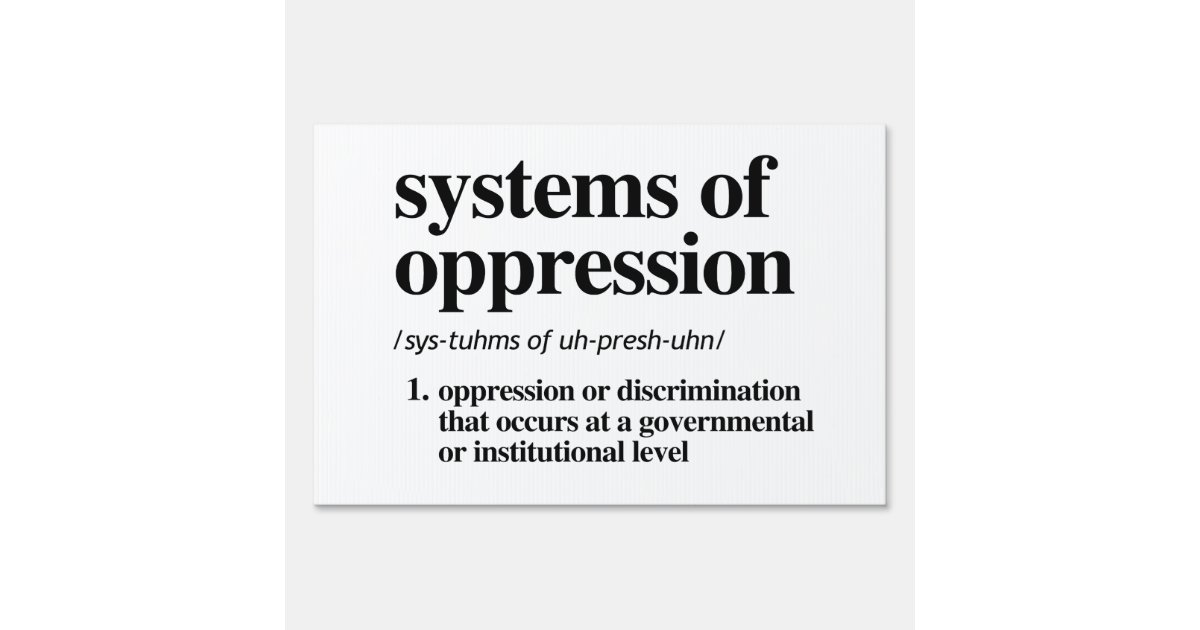 systems of
oppression
/sys-tuhms of uh-presh-uhn/
1. oppression or discrimination
that occurs at a governmental
or institutional level